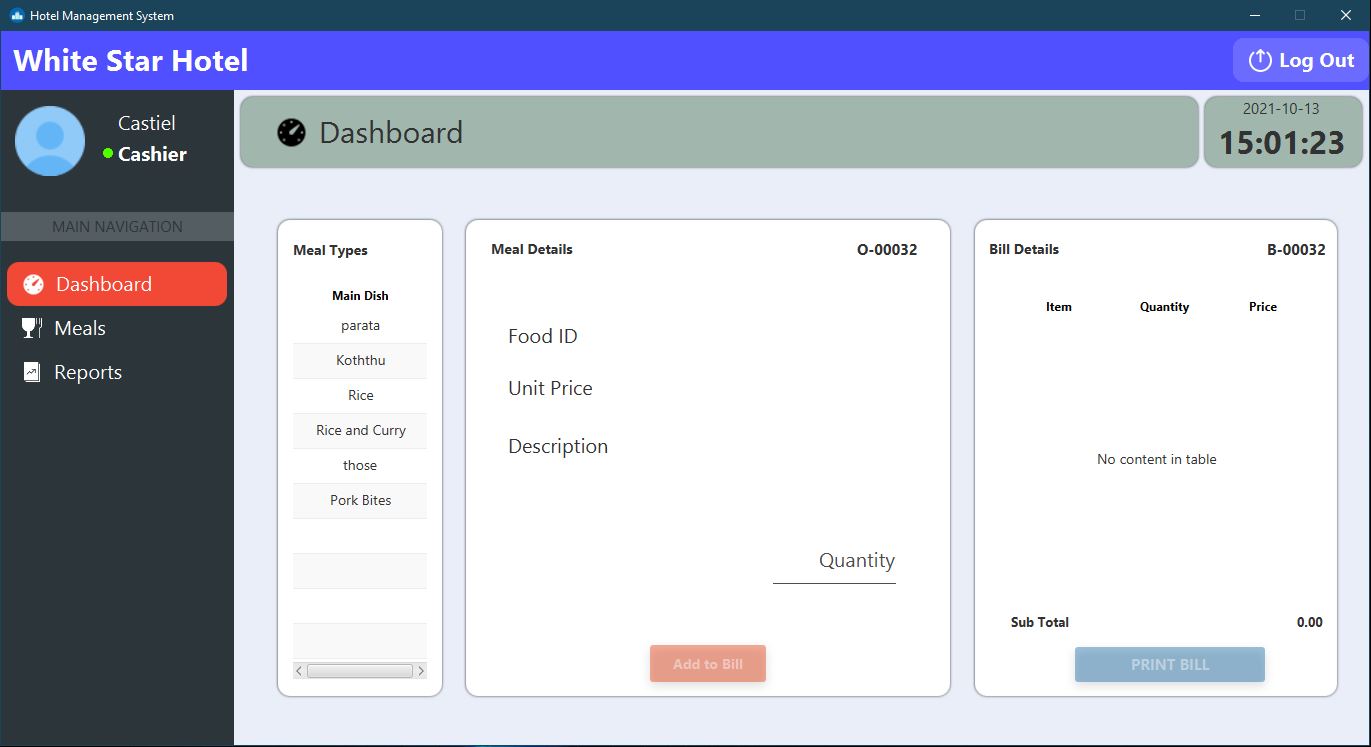 Hotel Management System
White Star Hotel
Log Out
Castiel
Cashier
MAIN NAVIGATION
Dashboard
Meals
Reports
Dashboard
2021-10-13
15:01:23
Meal Types
Main Dish
parata
Koththu
Rice
Rice and Curry
those
Pork Bites
Meal Details O-00032
Food ID
Unit Price
Description
Quantity
Add to Bill
Bill Details B-00032
Item Quantity Price
No content in table
Sub Total 0.00
PRINT BILL